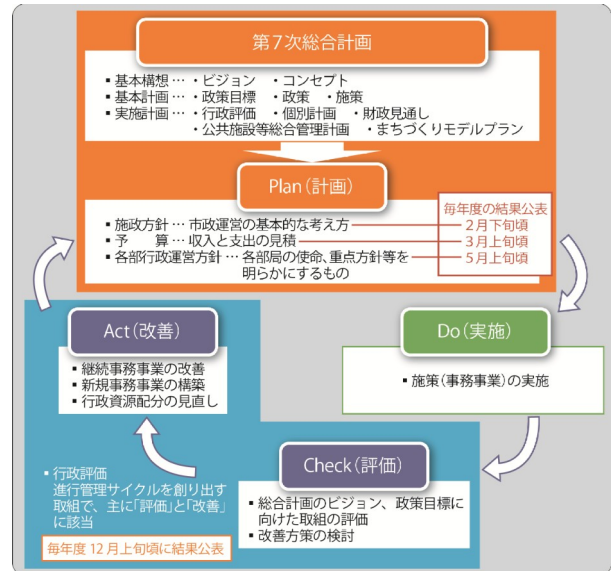 第7次総合計画
▪ 基本構想 … ・ビジョン ・コンセプト
▪ 基本計画 … ・政策目標 ・政策 ・施策
▪ 実施計画 … ・行政評価 ・個別計画 ・財政見通し
・公共施設等総合管理計画 ・まちづくりモデルプラン
Plan(計画)
毎年度の結果公表
▪ 施政方針 … 市政運営の基本的な考え方
2月下旬頃
▪ 予 算 … 収入と支出の見積
3月上旬頃
▪ 各部行政運営方針 … 各部局の使命、重点方針等を
5月上旬頃
明らかにするもの
Act(改善)
▪ 継続事務事業の改善
▪ 新規事務事業の構築
▪ 行政資源配分の見直し
Do(実施)
▪ 施策(事務事業)の実施
▪ 行政評価
進行管理サイクルを創り出す
取組で、主に「評価」と「改善」
に該当
毎年度12月上旬頃に結果公表
Check(評価)
▪ 総合計画のビジョン、政策目標に
向けた取組の評価
▪ 改善方策の検討